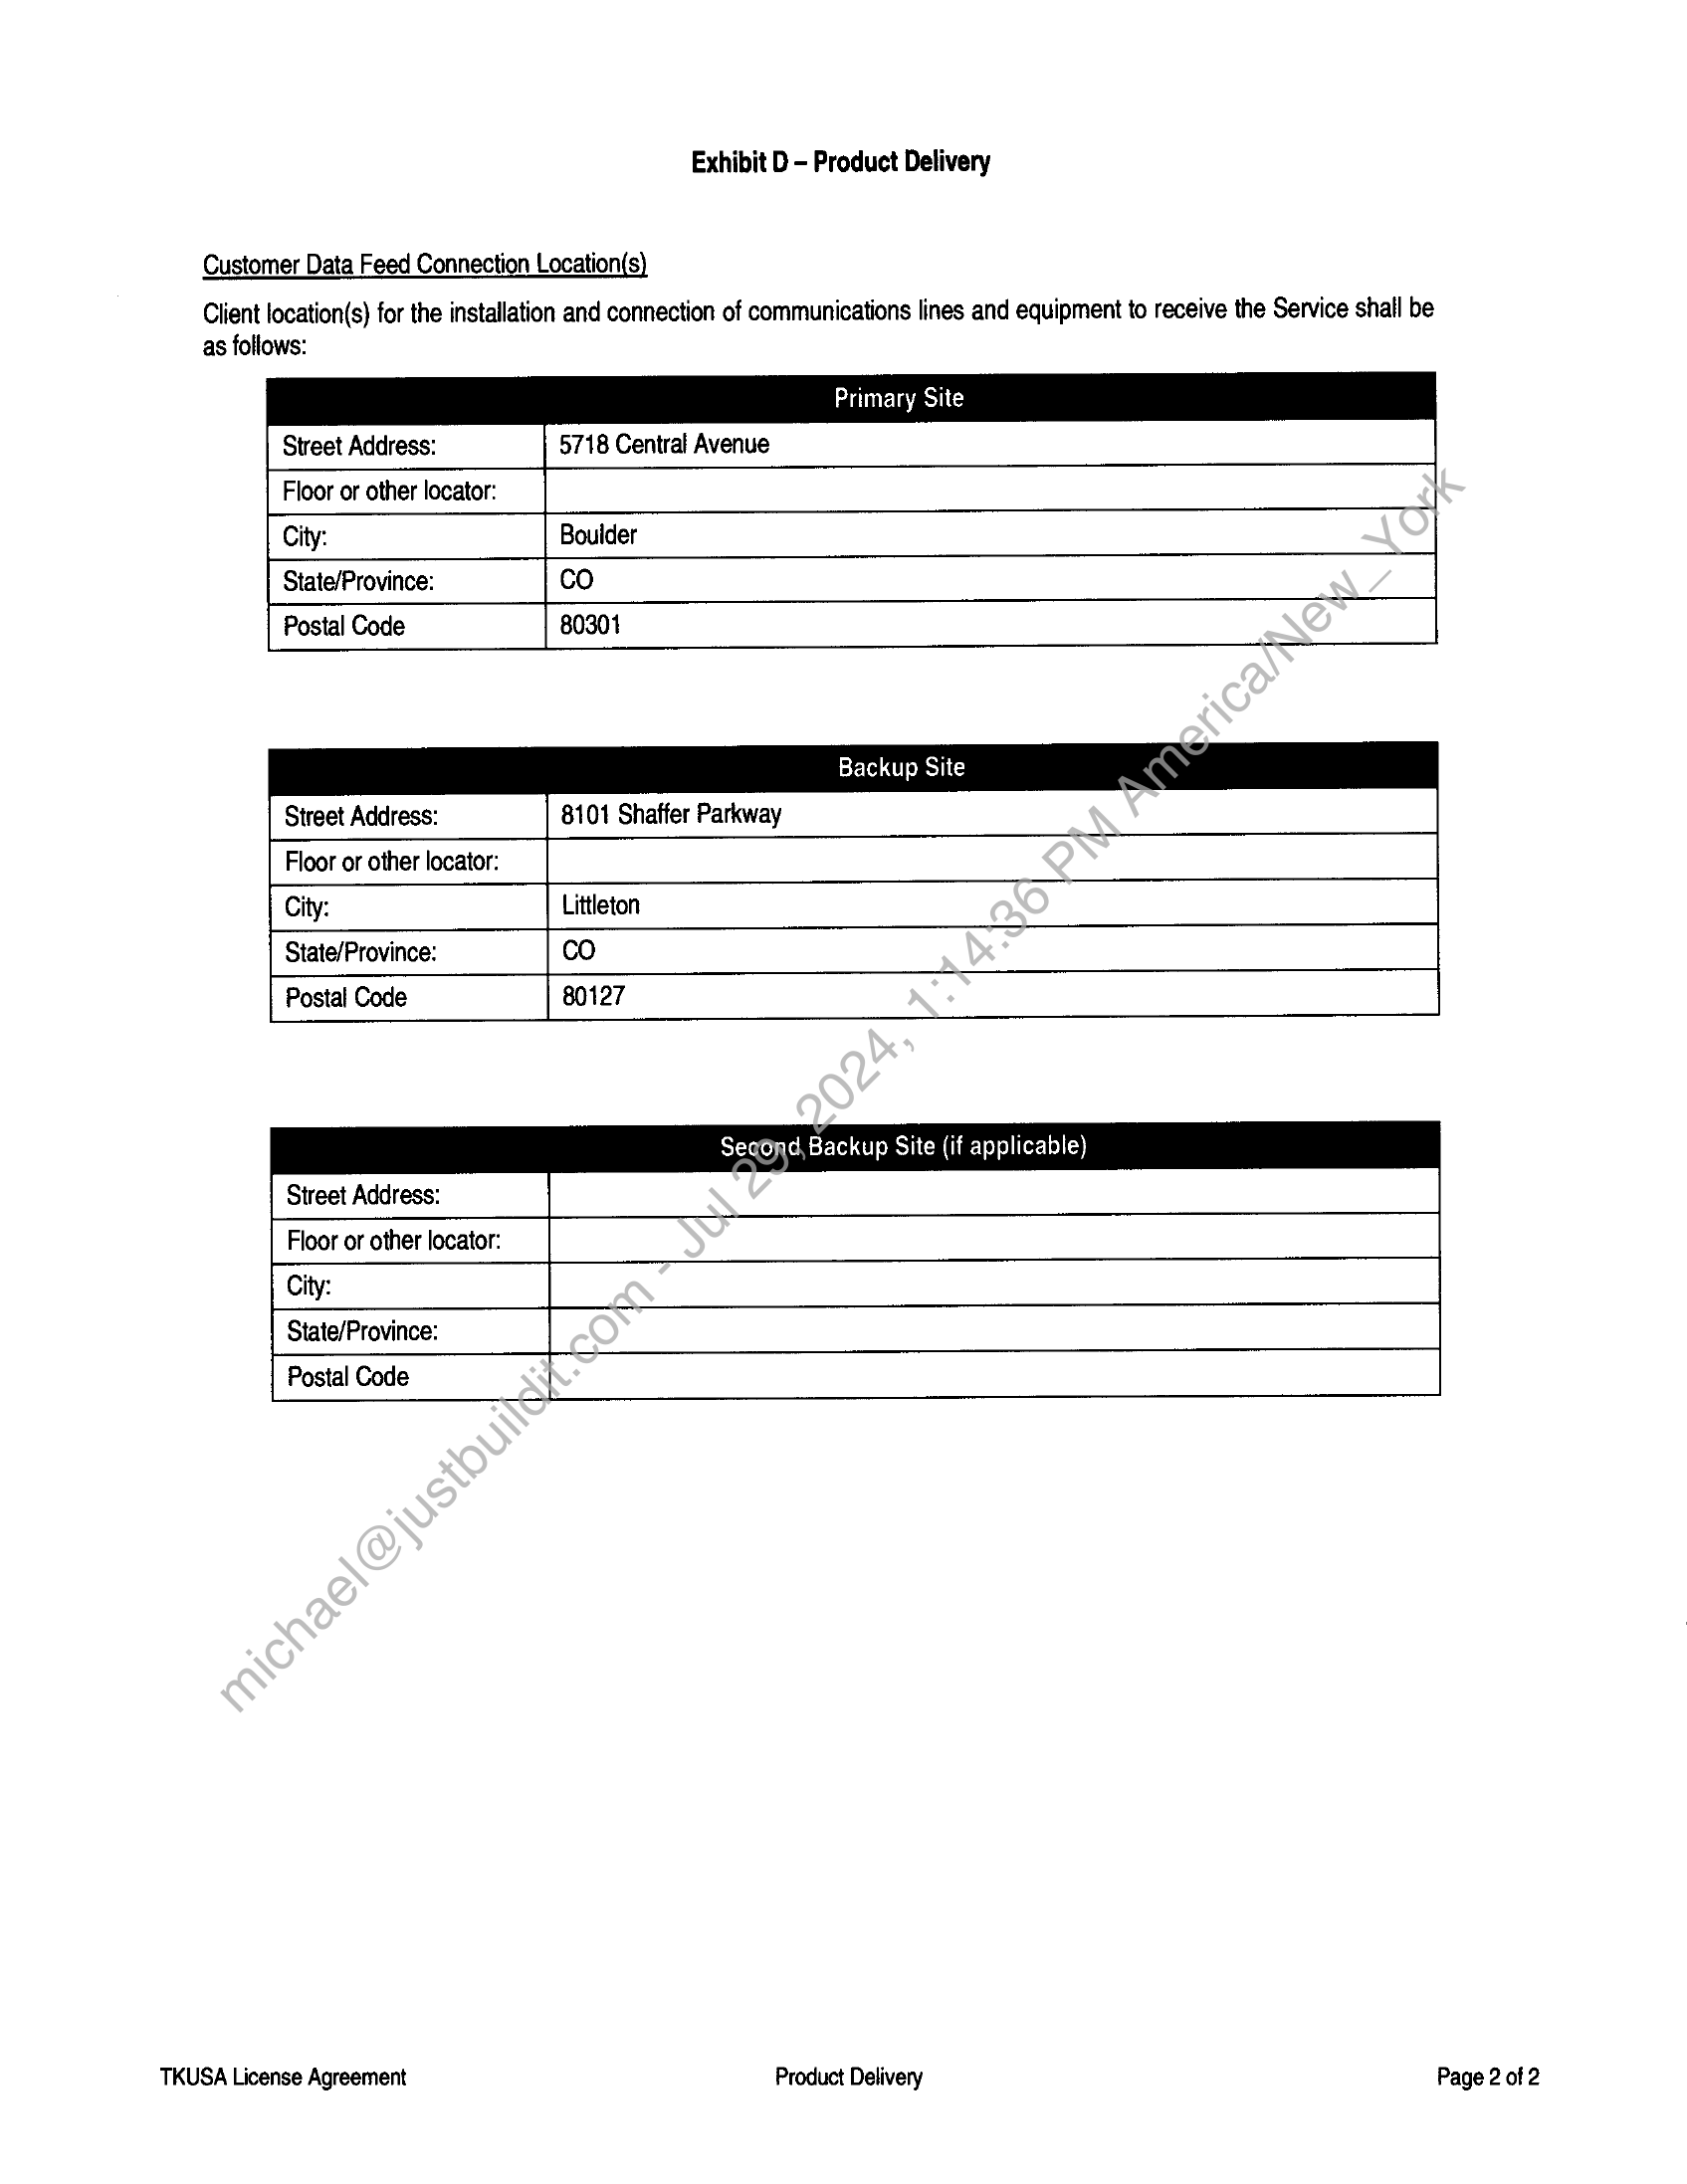 Exhibit D – Product Delivery
Customer Data Feed Connection Location(s)
Client location(s) for the installation and connection of communications lines and equipment to receive the Service shall be
as follows:
Primary Site
Street Address: 5718 Central Avenue
Floor or other locator:
City: Boulder
State/Province: CO
Postal Code 80301
Backup Site
Street Address: 8101 Shaffer Parkway
Floor or other locator:
City: Littleton
State/Province: CO
Postal Code 80127
Second Backup Site (if applicable)
Street Address:
Floor or other locator:
City:
State/Province:
Postal Code
michael@justbuildit.com - Jul 29, 2024, 1:14:36 PM America/New_York
TKUSA License Agreement Product Delivery Page 2 of 2